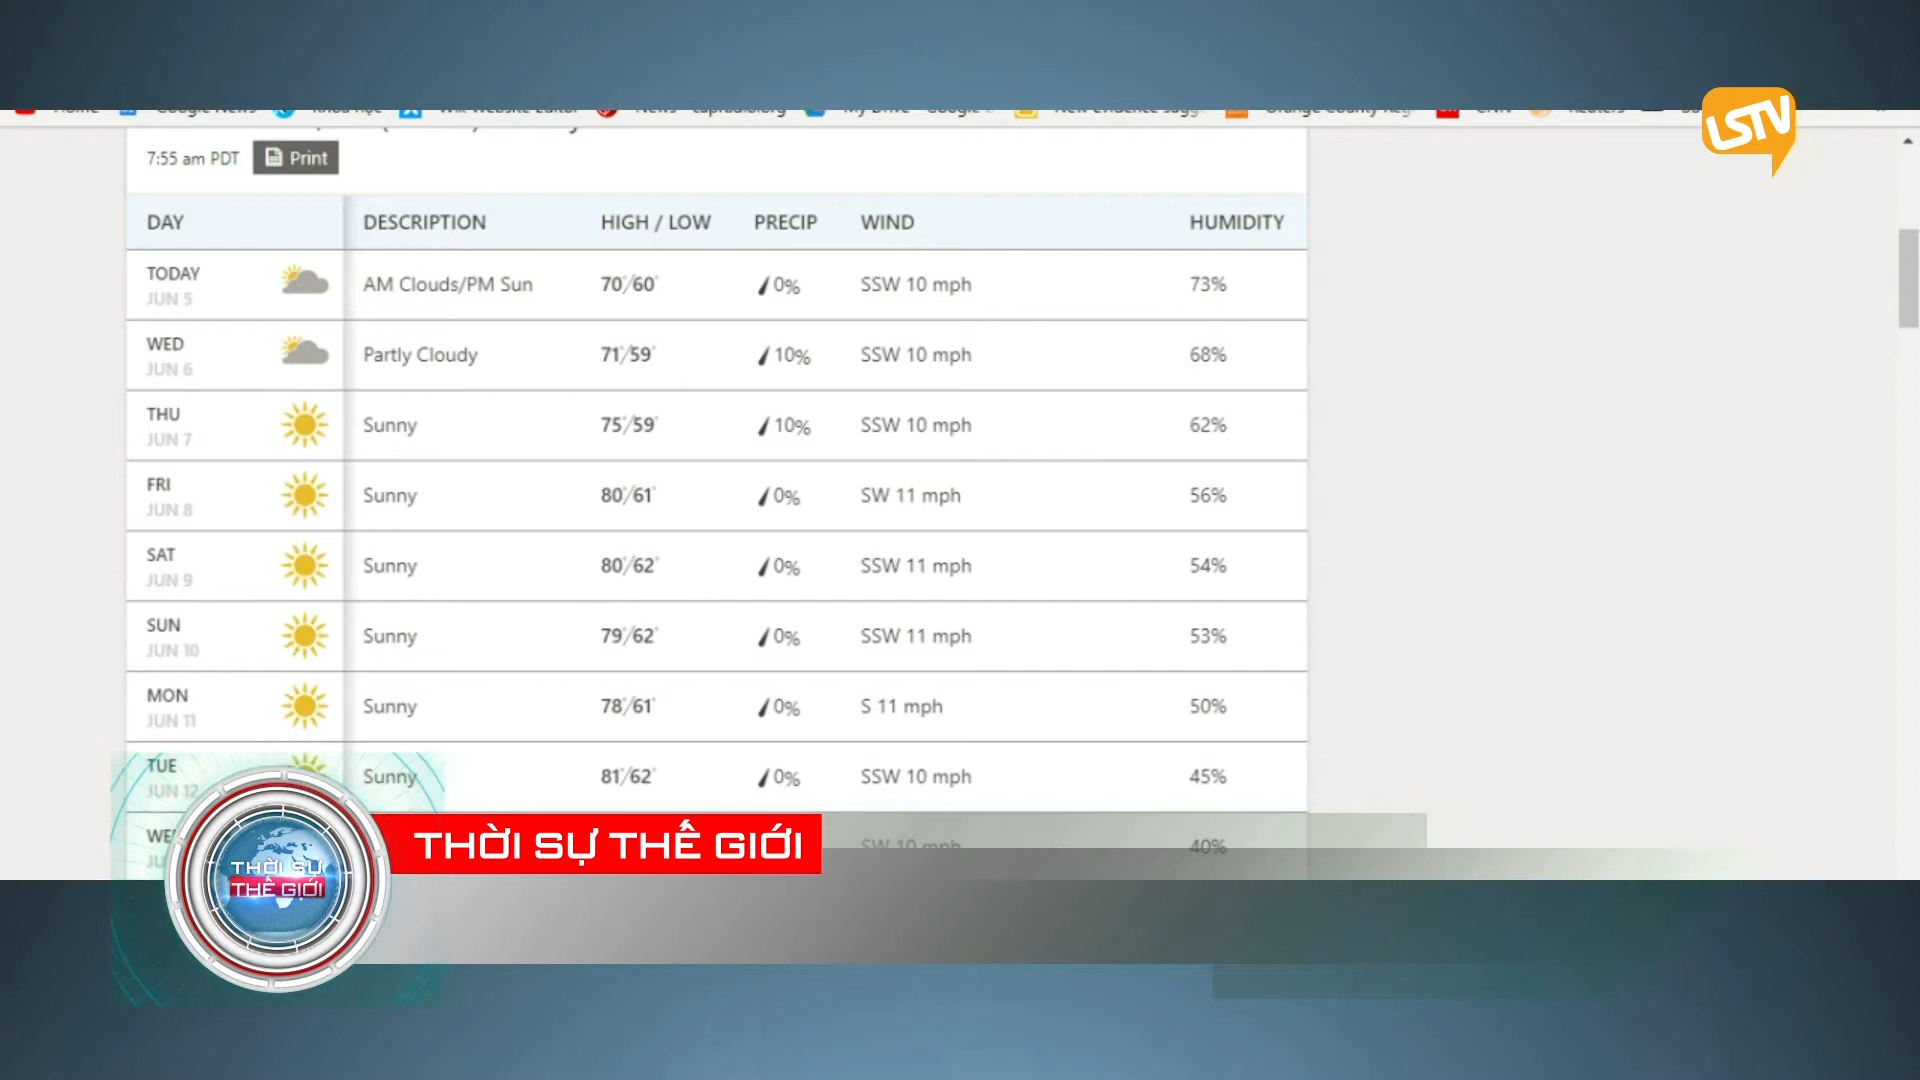 LSTV
7:55 am PDT Print
DAY DESCRIPTION HIGH / LOW PRECIP WIND HUMIDITY
TODAY
JUN 5
AM Clouds/PM Sun 70°/60° 0% SSW 10 mph 73%
WED
JUN 6
Partly Cloudy 71°/59° 10% SSW 10 mph 68%
THU
JUN 7
Sunny 75°/59° 10% SSW 10 mph 62%
FRI
JUN 8
Sunny 80°/61° 0% SW 11 mph 56%
SAT
JUN 9
Sunny 80°/62° 0% SSW 11 mph 54%
SUN
JUN 10
Sunny 79°/62° 0% SSW 11 mph 53%
MON
JUN 11
Sunny 78°/61° 0% S 11 mph 50%
TUE
JUN 12
Sunny 81°/62° 0% SSW 10 mph 45%
SW 10 mph 40%
THỜI SỰ THẾ GIỚI
THỜI SỰ
THẾ GIỚI